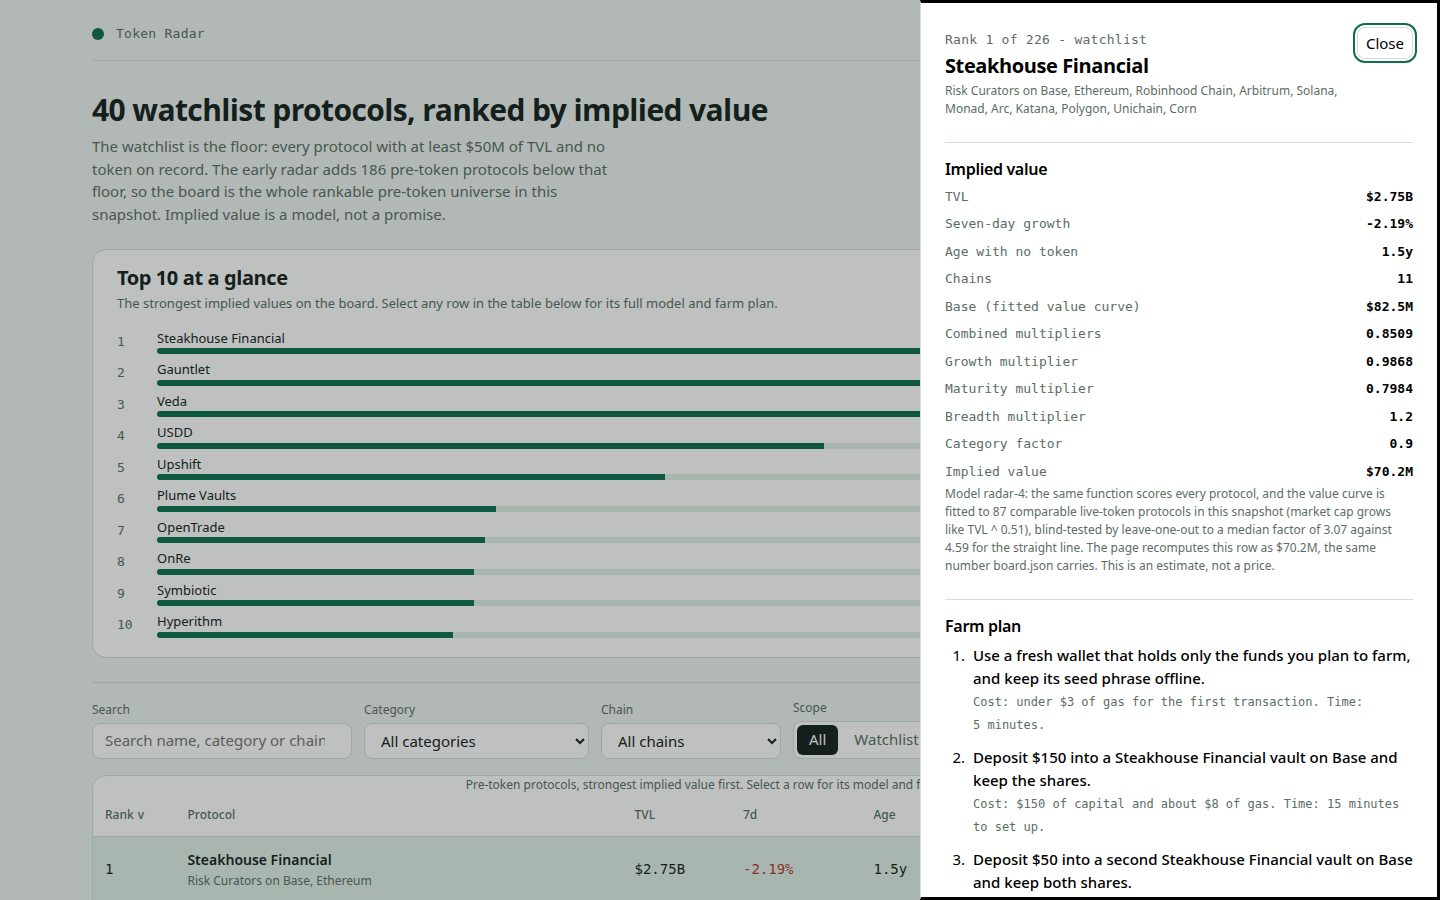 Token Radar
40 watchlist protocols, ranked by implied value
The watchlist is the floor: every protocol with at least $50M of TVL and no
token on record. The early radar adds 186 pre-token protocols below that
floor, so the board is the whole rankable pre-token universe in this
snapshot. Implied value is a model, not a promise.
Top 10 at a glance
The strongest implied values on the board. Select any row in the table below for its full model and farm plan.
1 Steakhouse Financial
2 Gauntlet
3 Veda
4 USDD
5 Upshift
6 Plume Vaults
7 OpenTrade
8 OnRe
9 Symbiotic
10 Hyperithm
Search Category Chain Scope
Search name, category or chain All categories All chains All Watchlist
Pre-token protocols, strongest implied value first. Select a row for its model and f
Rank v Protocol TVL 7d Age
1 Steakhouse Financial $2.75B -2.19% 1.5y
Risk Curators on Base, Ethereum
Rank 1 of 226 - watchlist
Close
Steakhouse Financial
Risk Curators on Base, Ethereum, Robinhood Chain, Arbitrum, Solana,
Monad, Arc, Katana, Polygon, Unichain, Corn
Implied value
TVL $2.75B
Seven-day growth -2.19%
Age with no token 1.5y
Chains 11
Base (fitted value curve) $82.5M
Combined multipliers 0.8509
Growth multiplier 0.9868
Maturity multiplier 0.7984
Breadth multiplier 1.2
Category factor 0.9
Implied value $70.2M
Model radar-4: the same function scores every protocol, and the value curve is
fitted to 87 comparable live-token protocols in this snapshot (market cap grows
like TVL ^ 0.51), blind-tested by leave-one-out to a median factor of 3.07 against
4.59 for the straight line. The page recomputes this row as $70.2M, the same
number board.json carries. This is an estimate, not a price.
Farm plan
1. Use a fresh wallet that holds only the funds you plan to farm,
and keep its seed phrase offline.
Cost: under $3 of gas for the first transaction. Time:
5 minutes.
2. Deposit $150 into a Steakhouse Financial vault on Base and
keep the shares.
Cost: $150 of capital and about $8 of gas. Time: 15 minutes
to set up.
3. Deposit $50 into a second Steakhouse Financial vault on Base
and keep both shares.